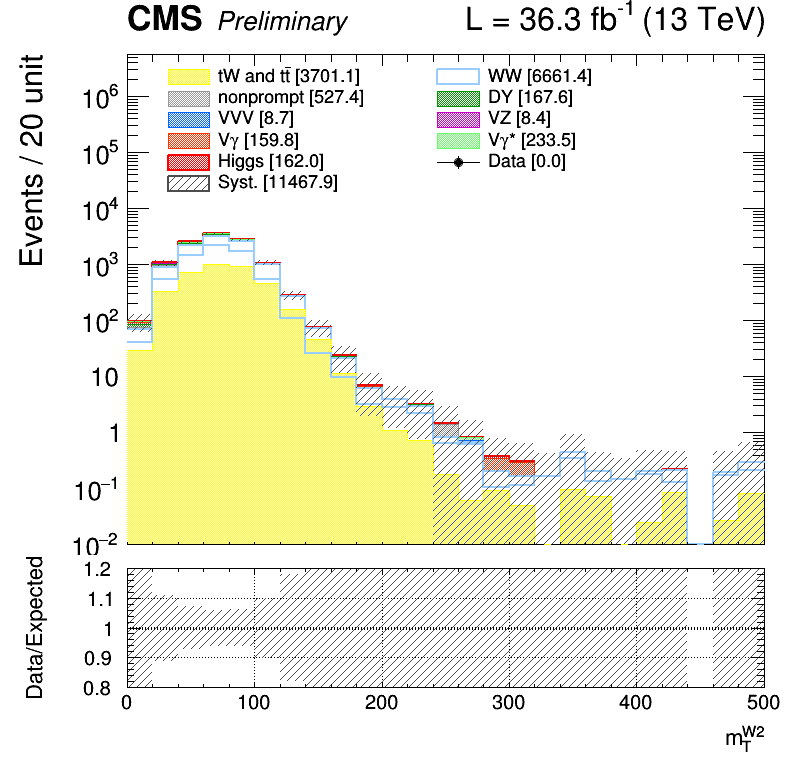 CMS Preliminary L = 36.3 fb⁻¹ (13 TeV)
Events / 20 unit
tW and tt̄ [3701.1]
nonprompt [527.4]
VVV [8.7]
Vγ [159.8]
Higgs [162.0]
Syst. [11467.9]
WW [6661.4]
DY [167.6]
VZ [8.4]
Vγ* [233.5]
Data [0.0]
10⁶
10⁵
10⁴
10³
10²
10
1
10⁻¹
10⁻²
Data/Expected
1.2
1.1
1
0.9
0.8
0 100 200 300 400 500
m_T^W2